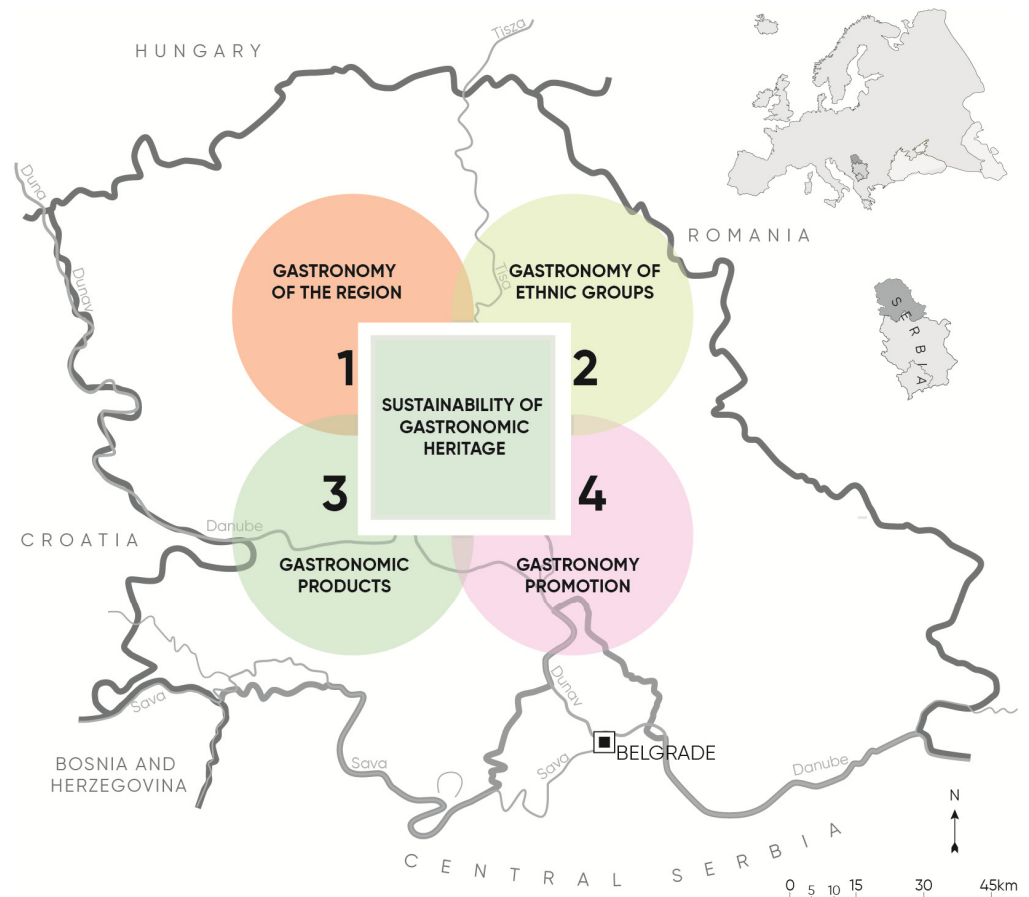 HUNGARY
Tisza
Duna
Dunav
ROMANIA
Tisa
GASTRONOMY
OF THE REGION
1
GASTRONOMY OF
ETHNIC GROUPS
2
SERBIA
SUSTAINABILITY OF
GASTRONOMIC
HERITAGE
3
GASTRONOMIC
PRODUCTS
4
GASTRONOMY
PROMOTION
CROATIA
Danube
Sava
BOSNIA AND
HERZEGOVINA
Sava
Dunav
Sava
BELGRADE
Danube
CENTRAL SERBIA
N
0 5 10 15 30 45km